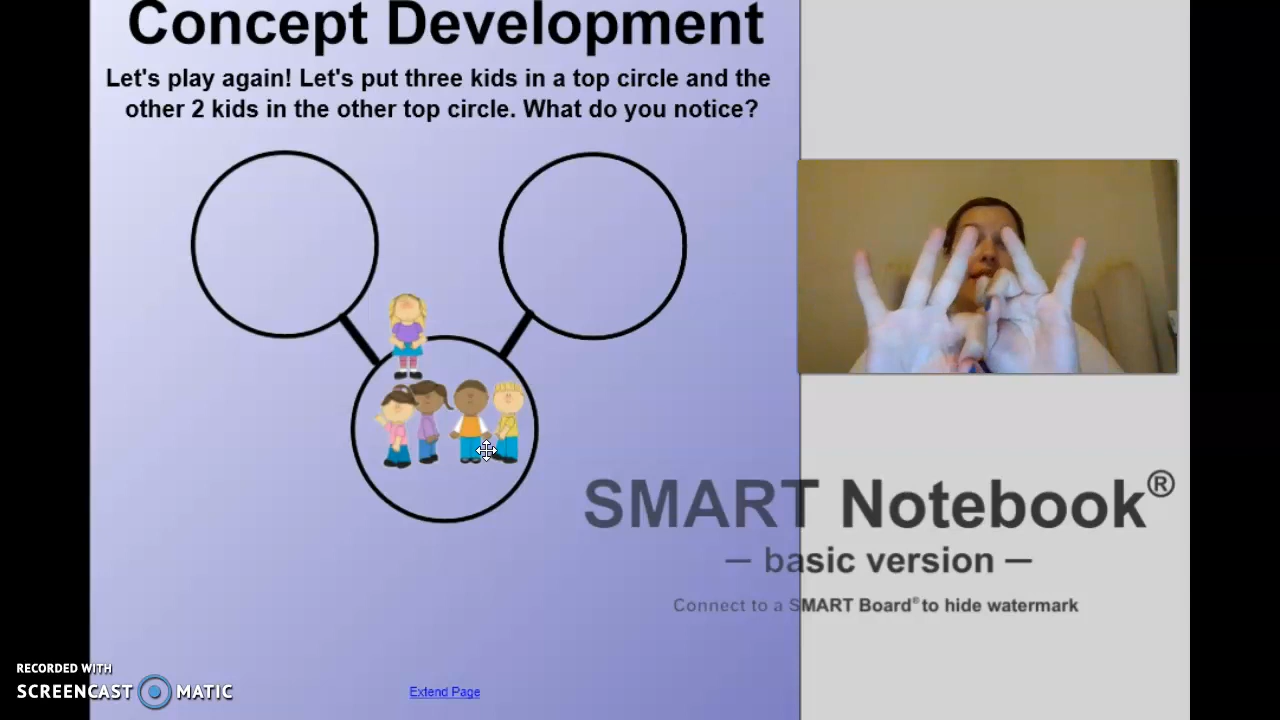 Concept Development
Let's play again! Let's put three kids in a top circle and the
other 2 kids in the other top circle. What do you notice?
SMART Notebook®
— basic version —
Connect to a SMART Board® to hide watermark
RECORDED WITH
SCREENCAST MATIC
Extend Page